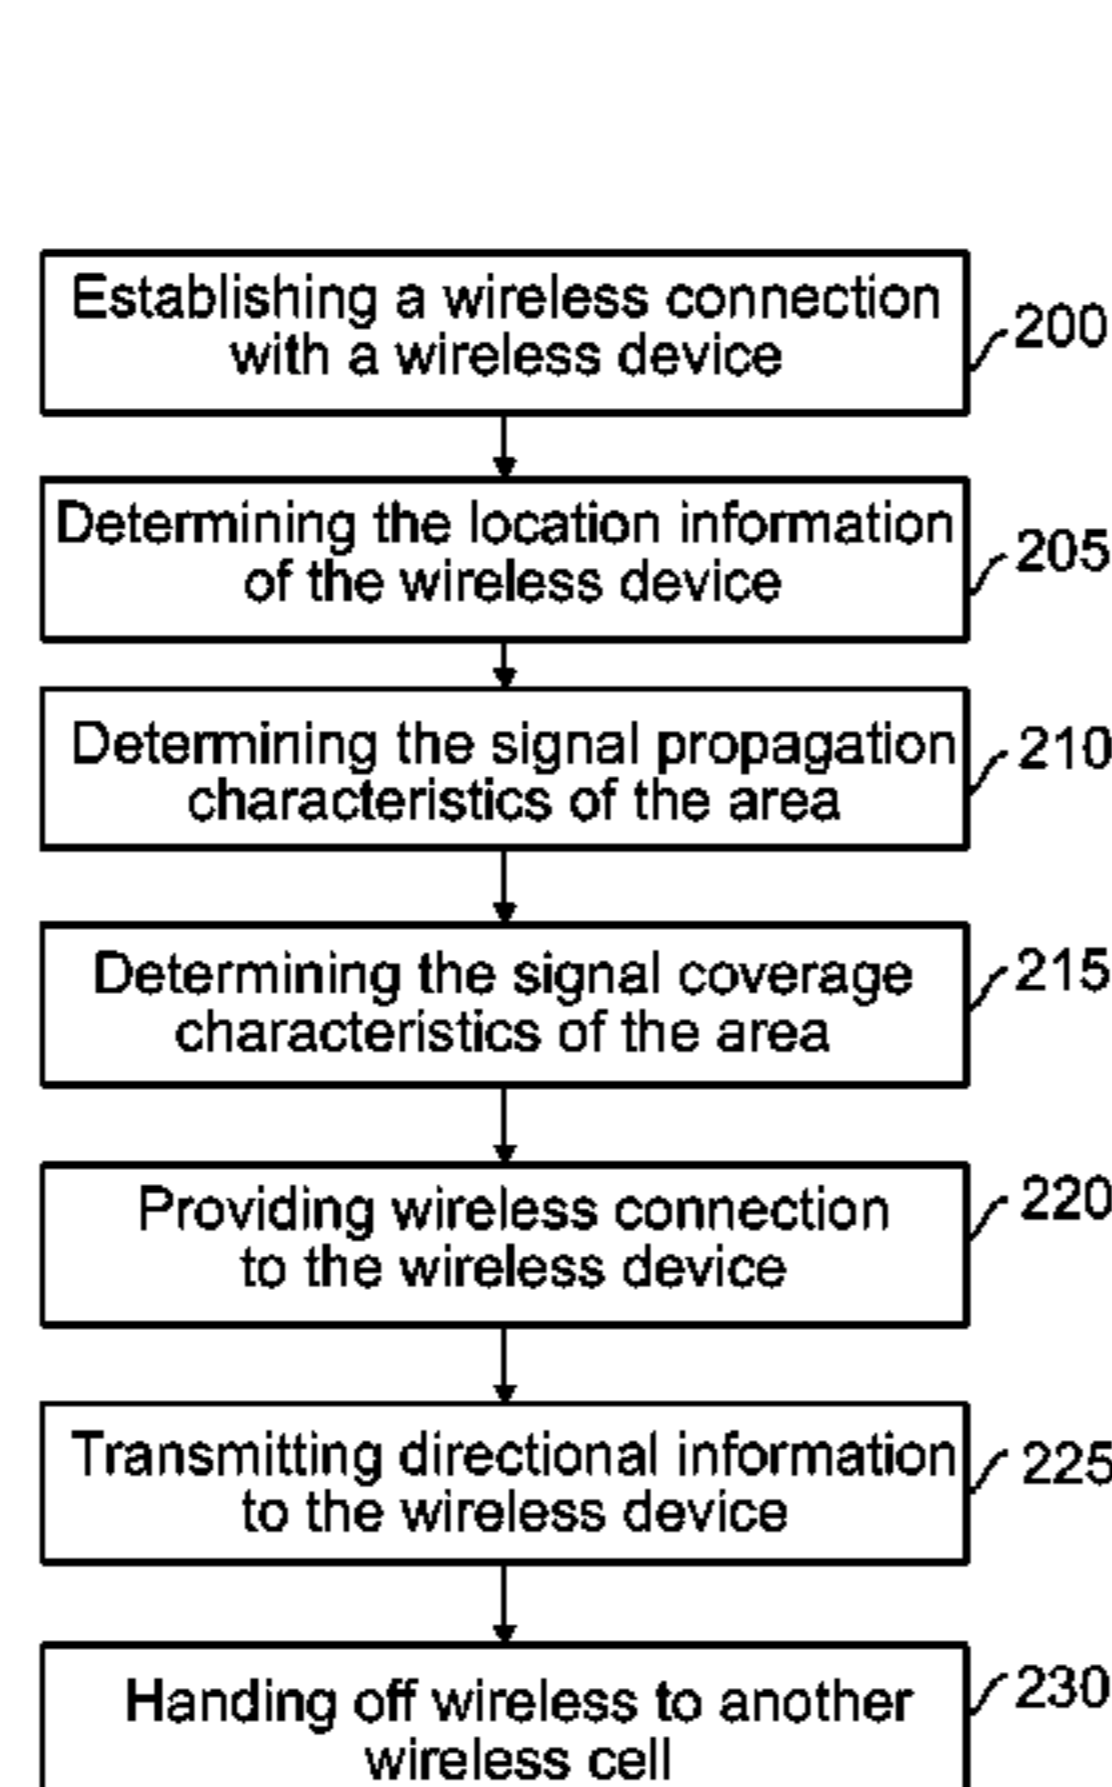 Establishing a wireless connection
with a wireless device
200
Determining the location information
of the wireless device
205
Determining the signal propagation
characteristics of the area
210
Determining the signal coverage
characteristics of the area
215
Providing wireless connection
to the wireless device
220
Transmitting directional information
to the wireless device
225
Handing off wireless to another
wireless cell
230